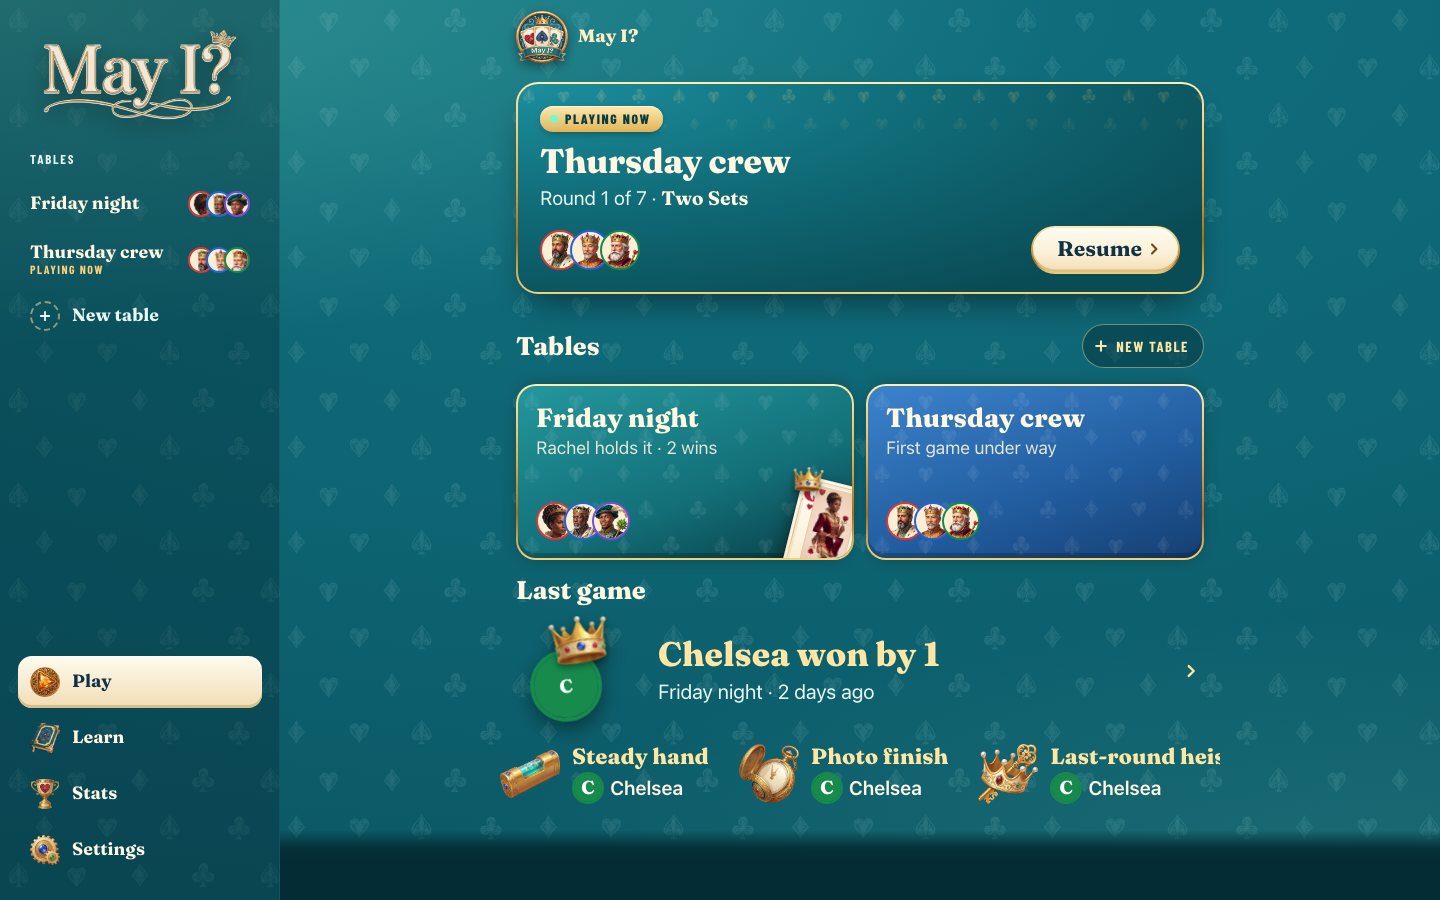 May I?
TABLES
Friday night
Thursday crew
PLAYING NOW
New table
Play
Learn
Stats
Settings
May I?
May I?
PLAYING NOW
Thursday crew
Round 1 of 7 · Two Sets
Resume
Tables
NEW TABLE
Friday night
Rachel holds it · 2 wins
Thursday crew
First game under way
Last game
C
Chelsea won by 1
Friday night · 2 days ago
Steady hand
C Chelsea
Photo finish
C Chelsea
Last-round heis
C Chelsea